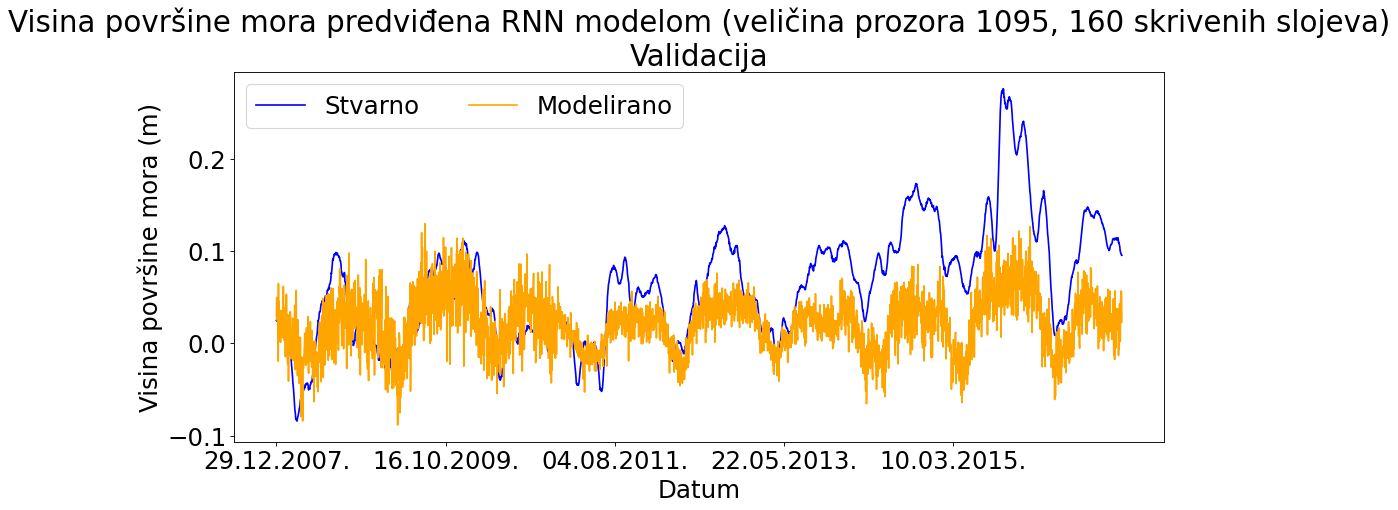 Visina površine mora predviđena RNN modelom (veličina prozora 1095, 160 skrivenih slojeva)
Validacija
Stvarno
Modelirano
Visina površine mora (m)
0.2
0.1
0.0
−0.1
29.12.2007.
16.10.2009.
04.08.2011.
22.05.2013.
10.03.2015.
Datum